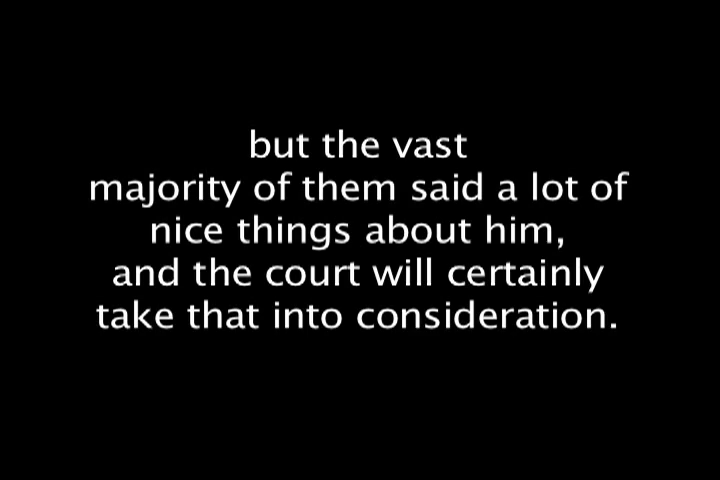 but the vast
majority of them said a lot of
nice things about him,
and the court will certainly
take that into consideration.